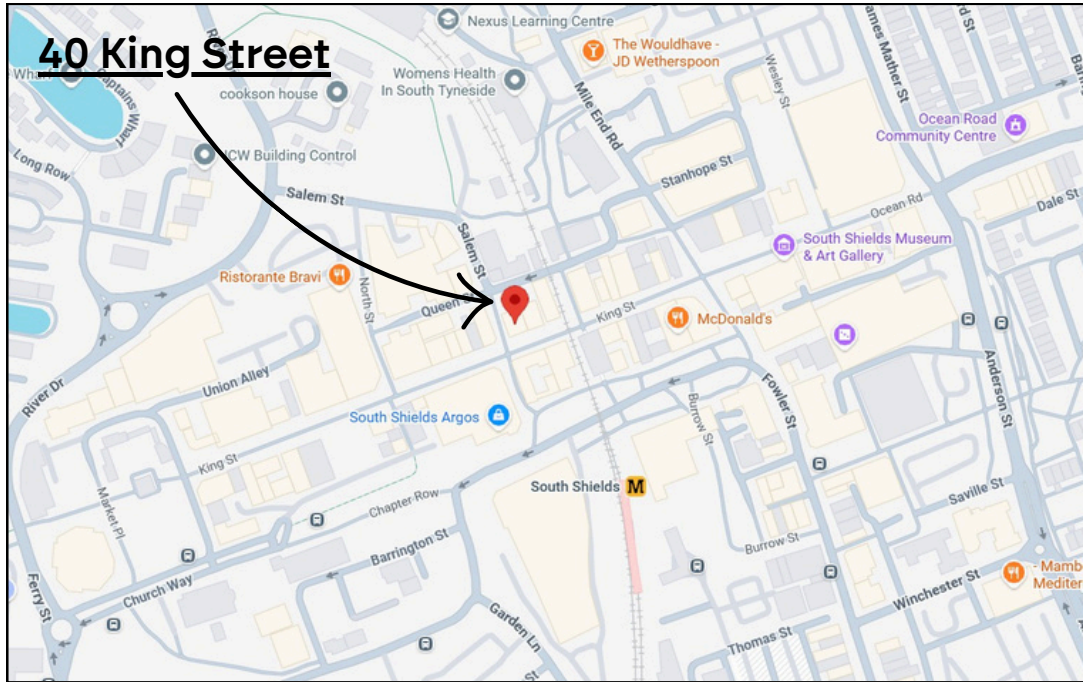 40 King Street
Nexus Learning Centre
The Wouldhave -
JD Wetherspoon
Womens Health
In South Tyneside
cookson house
Captains Wharf
Long Row
Mile End Rd
Wesley St
James Mather St
Ocean Road
Community Centre
Stanhope St
Ocean Rd
Dale St
Salem St
Salem St
South Shields Museum
& Art Gallery
Ristorante Bravi
North St
Queen St
King St
McDonald's
Union Alley
River Dr
South Shields Argos
Fowler St
Anderson St
Burrow St
King St
Market Pl
South Shields
M
Chapter Row
Saville St
Barrington St
Burrow St
Church Way
Ferry St
Winchester St
Garden Ln
Thomas St